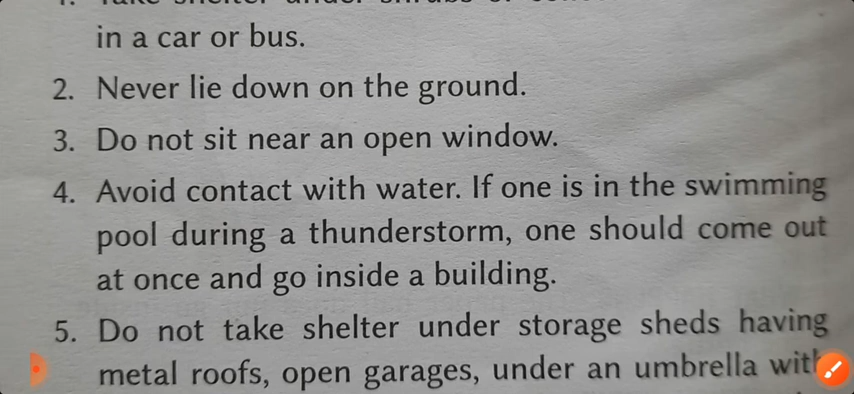 in a car or bus.
2. Never lie down on the ground.
3. Do not sit near an open window.
4. Avoid contact with water. If one is in the swimming
pool during a thunderstorm, one should come out
at once and go inside a building.
5. Do not take shelter under storage sheds having
metal roofs, open garages, under an umbrella with